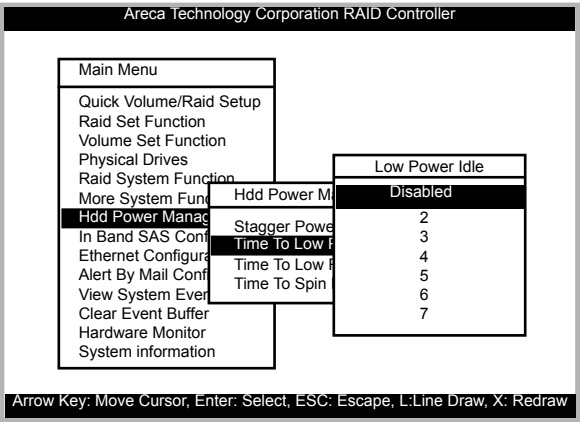 Areca Technology Corporation RAID Controller
Main Menu
Quick Volume/Raid Setup
Raid Set Function
Volume Set Function
Physical Drives
Raid System Function
More System Func
Hdd Power Manag
In Band SAS Conf
Ethernet Configura
Alert By Mail Conf
View System Even
Clear Event Buffer
Hardware Monitor
System information
Hdd Power Ma
Stagger Powe
Time To Low P
Time To Low P
Time To Spin
Low Power Idle
Disabled
2
3
4
5
6
7
Arrow Key: Move Cursor, Enter: Select, ESC: Escape, L:Line Draw, X: Redraw